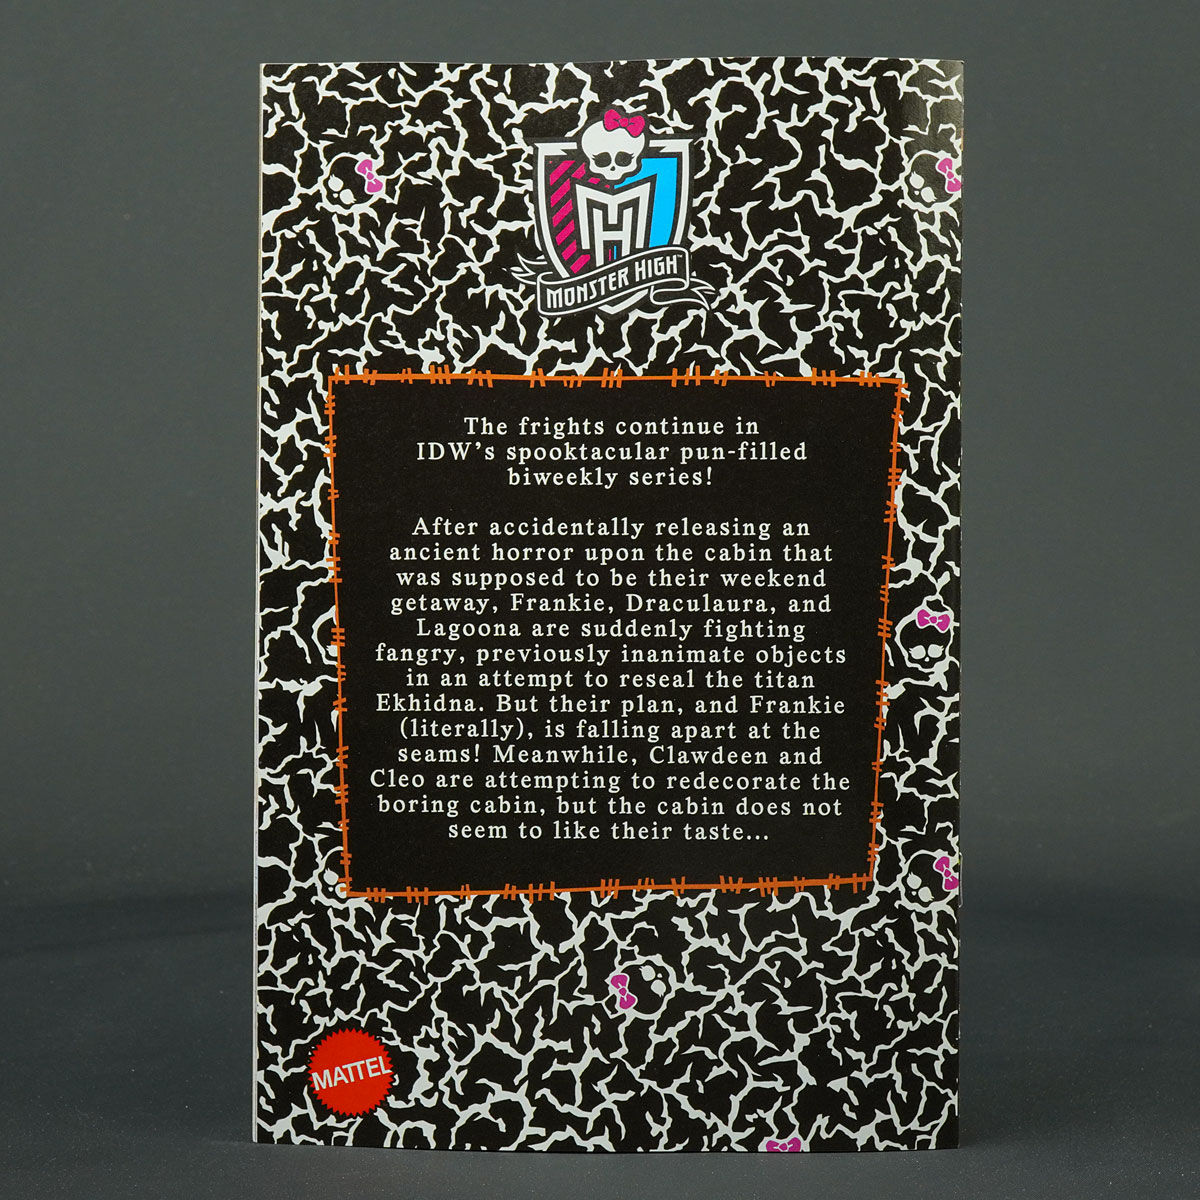 MH
MONSTER HIGH™
The frights continue in
IDW's spooktacular pun-filled
biweekly series!
After accidentally releasing an
ancient horror upon the cabin that
was supposed to be their weekend
getaway, Frankie, Draculaura, and
Lagoona are suddenly fighting
fangry, previously inanimate objects
in an attempt to reseal the titan
Ekhidna. But their plan, and Frankie
(literally), is falling apart at the
seams! Meanwhile, Clawdeen and
Cleo are attempting to redecorate the
boring cabin, but the cabin does not
seem to like their taste...
MATTEL